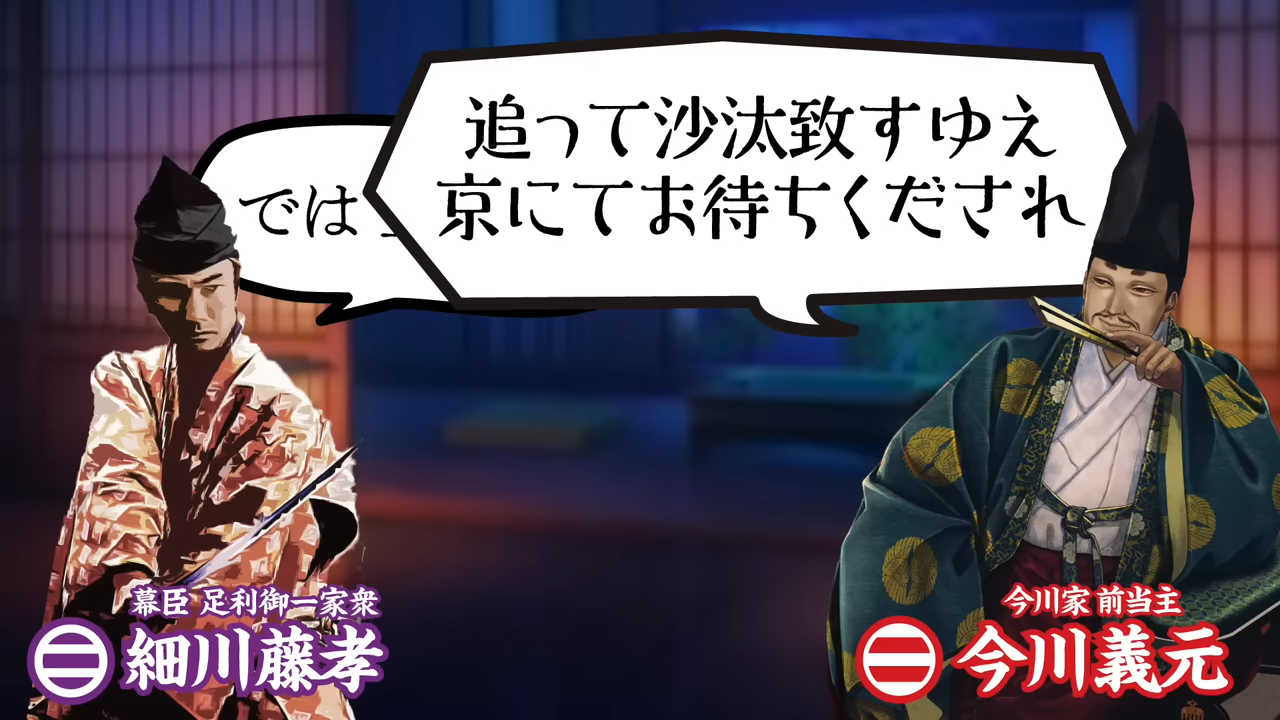 追って沙汰致すゆえ
京にてお待ちくだされ
では
幕臣 足利御一家衆
細川藤孝
今川家 前当主
今川義元